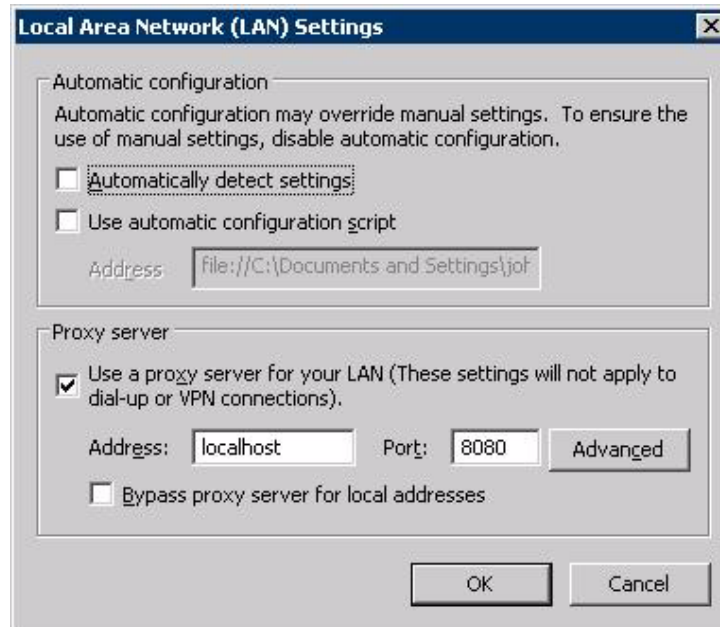 Local Area Network (LAN) Settings
Automatic configuration
Automatic configuration may override manual settings.  To ensure the
use of manual settings, disable automatic configuration.
Automatically detect settings
Use automatic configuration script
Address
file://C:\Documents and Settings\joh
Proxy server
Use a proxy server for your LAN (These settings will not apply to
dial-up or VPN connections).
Address: localhost Port: 8080 Advanced
Bypass proxy server for local addresses
OK Cancel